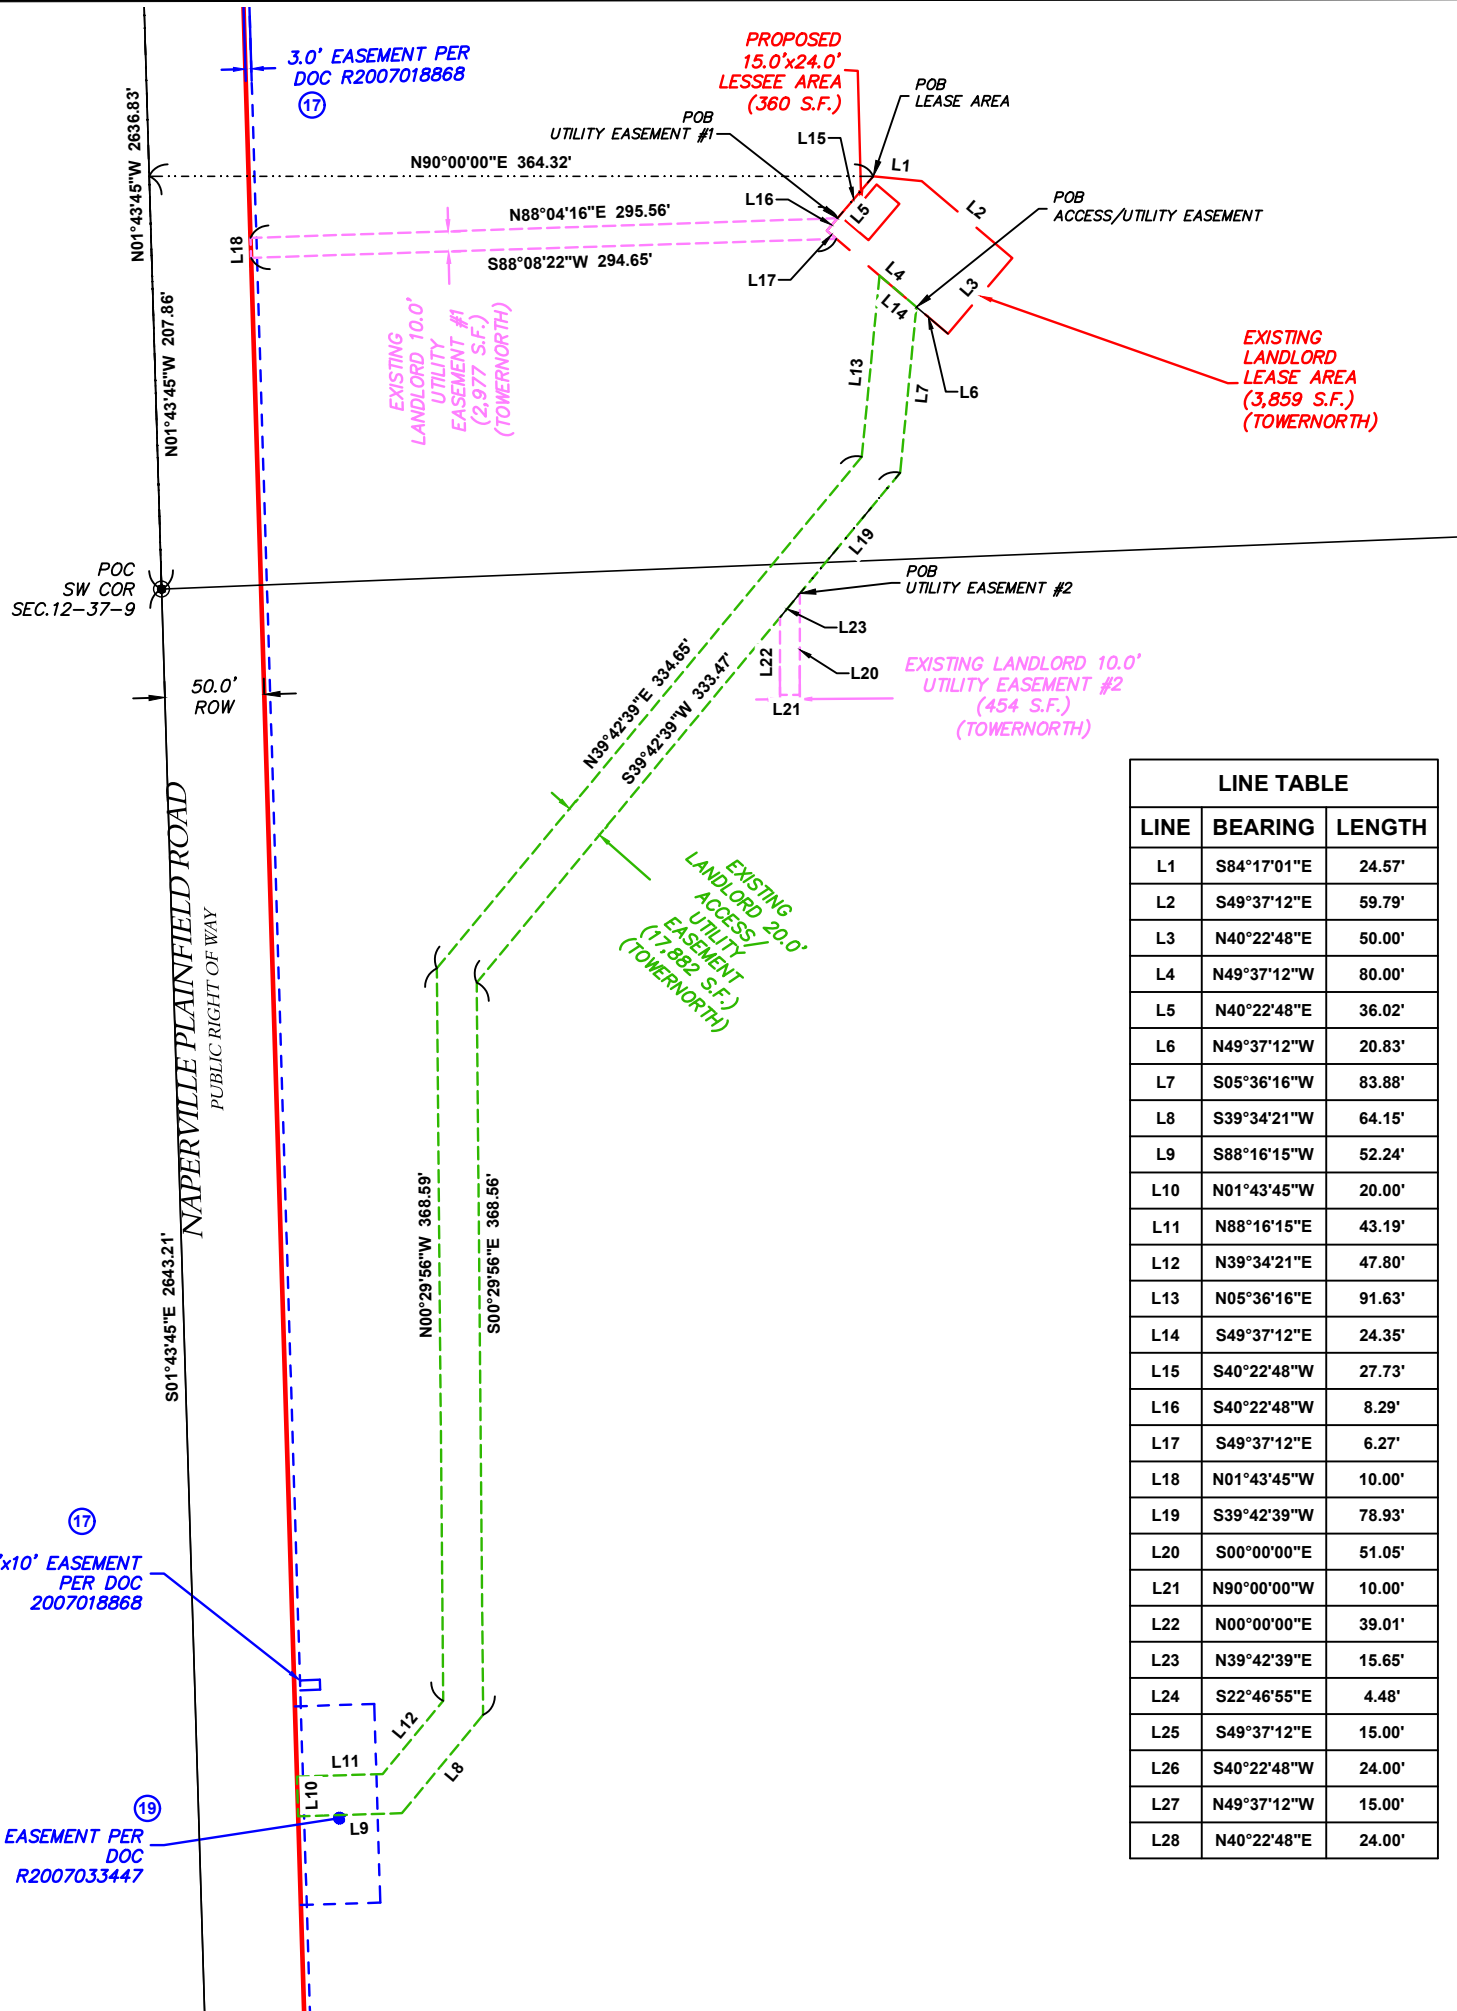 3.0' EASEMENT PER
DOC R2007018868
17
PROPOSED
15.0'x24.0'
LESSEE AREA
(360 S.F.)
POB
LEASE AREA
POB
UTILITY EASEMENT #1
L15
L1
N01°43'45"W 2636.83'
N90°00'00"E 364.32'
L16
L5
L2
POB
ACCESS/UTILITY EASEMENT
N88°04'16"E 295.56'
L18
S88°08'22"W 294.65'
L17
L4
L3
L14
EXISTING
LANDLORD 10.0'
UTILITY
EASEMENT #1
(2,977 S.F.)
(TOWERNORTH)
N01°43'45"W 207.86'
L13
L7
L6
EXISTING
LANDLORD
LEASE AREA
(3,859 S.F.)
(TOWERNORTH)
L19
POC
SW COR
SEC.12-37-9
POB
UTILITY EASEMENT #2
L23
L22
L20
L21
EXISTING LANDLORD 10.0'
UTILITY EASEMENT #2
(454 S.F.)
(TOWERNORTH)
50.0'
ROW
N39°42'39"E 334.65'
S39°42'39"W 333.47'
EXISTING
LANDLORD 20.0'
ACCESS/
UTILITY
EASEMENT
(17,882 S.F.)
(TOWERNORTH)
NAPERVILLE PLAINFIELD ROAD
PUBLIC RIGHT OF WAY
S01°43'45"E 2643.21'
N00°29'56"W 368.59'
S00°29'56"E 368.56'
17
'x10' EASEMENT
PER DOC
2007018868
L12
L11
L8
L10
L9
19
EASEMENT PER
DOC
R2007033447
LINE TABLE
LINE BEARING LENGTH
L1 S84°17'01"E 24.57'
L2 S49°37'12"E 59.79'
L3 N40°22'48"E 50.00'
L4 N49°37'12"W 80.00'
L5 N40°22'48"E 36.02'
L6 N49°37'12"W 20.83'
L7 S05°36'16"W 83.88'
L8 S39°34'21"W 64.15'
L9 S88°16'15"W 52.24'
L10 N01°43'45"W 20.00'
L11 N88°16'15"E 43.19'
L12 N39°34'21"E 47.80'
L13 N05°36'16"E 91.63'
L14 S49°37'12"E 24.35'
L15 S40°22'48"W 27.73'
L16 S40°22'48"W 8.29'
L17 S49°37'12"E 6.27'
L18 N01°43'45"W 10.00'
L19 S39°42'39"W 78.93'
L20 S00°00'00"E 51.05'
L21 N90°00'00"W 10.00'
L22 N00°00'00"E 39.01'
L23 N39°42'39"E 15.65'
L24 S22°46'55"E 4.48'
L25 S49°37'12"E 15.00'
L26 S40°22'48"W 24.00'
L27 N49°37'12"W 15.00'
L28 N40°22'48"E 24.00'